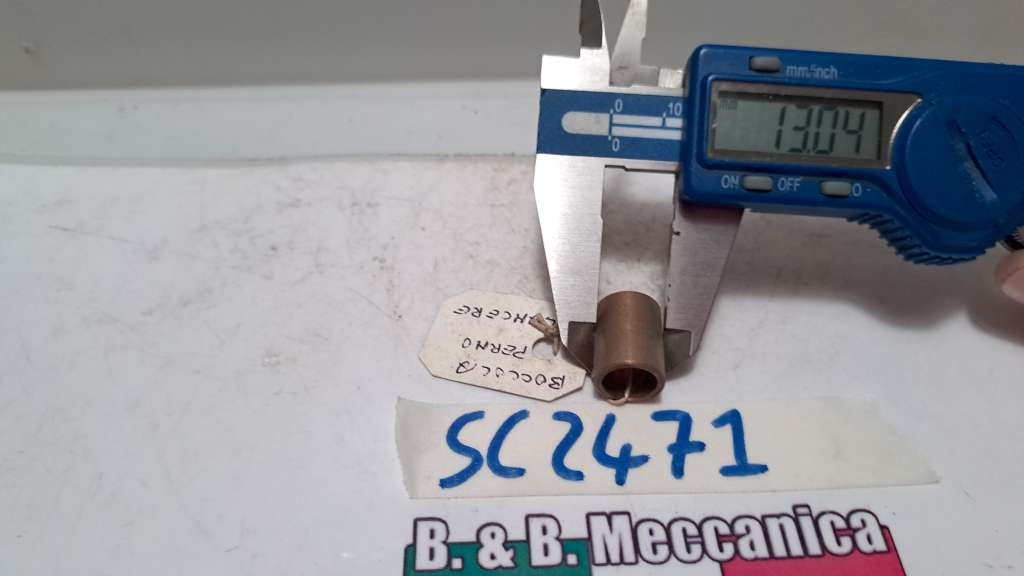 mm/inch
0 10
0
13.04
ON OFF 0
BOCCOLA
PERNO
SC2471
B. & B. Meccanica